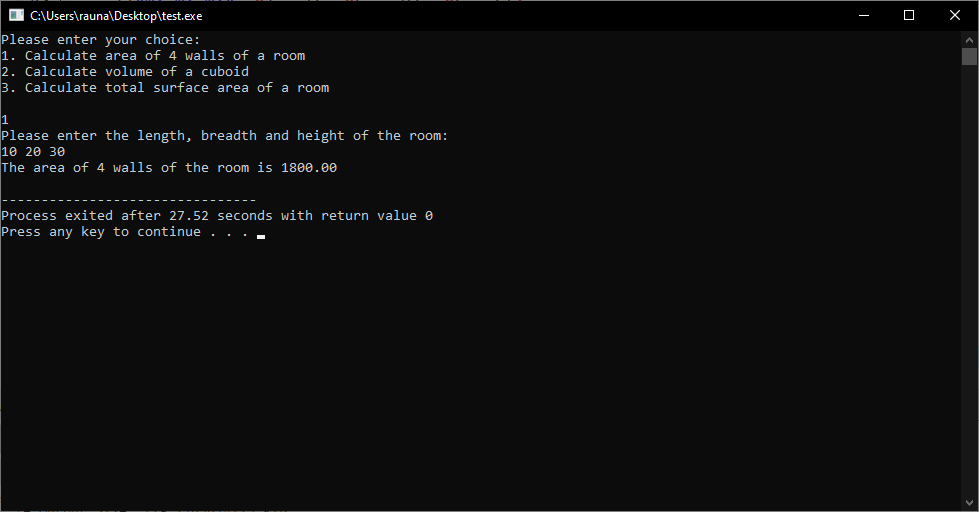 C:\Users\rauna\Desktop\test.exe
Please enter your choice:
1. Calculate area of 4 walls of a room
2. Calculate volume of a cuboid
3. Calculate total surface area of a room
1
Please enter the length, breadth and height of the room:
10 20 30
The area of 4 walls of the room is 1800.00
--------------------------------
Process exited after 27.52 seconds with return value 0
Press any key to continue . . .